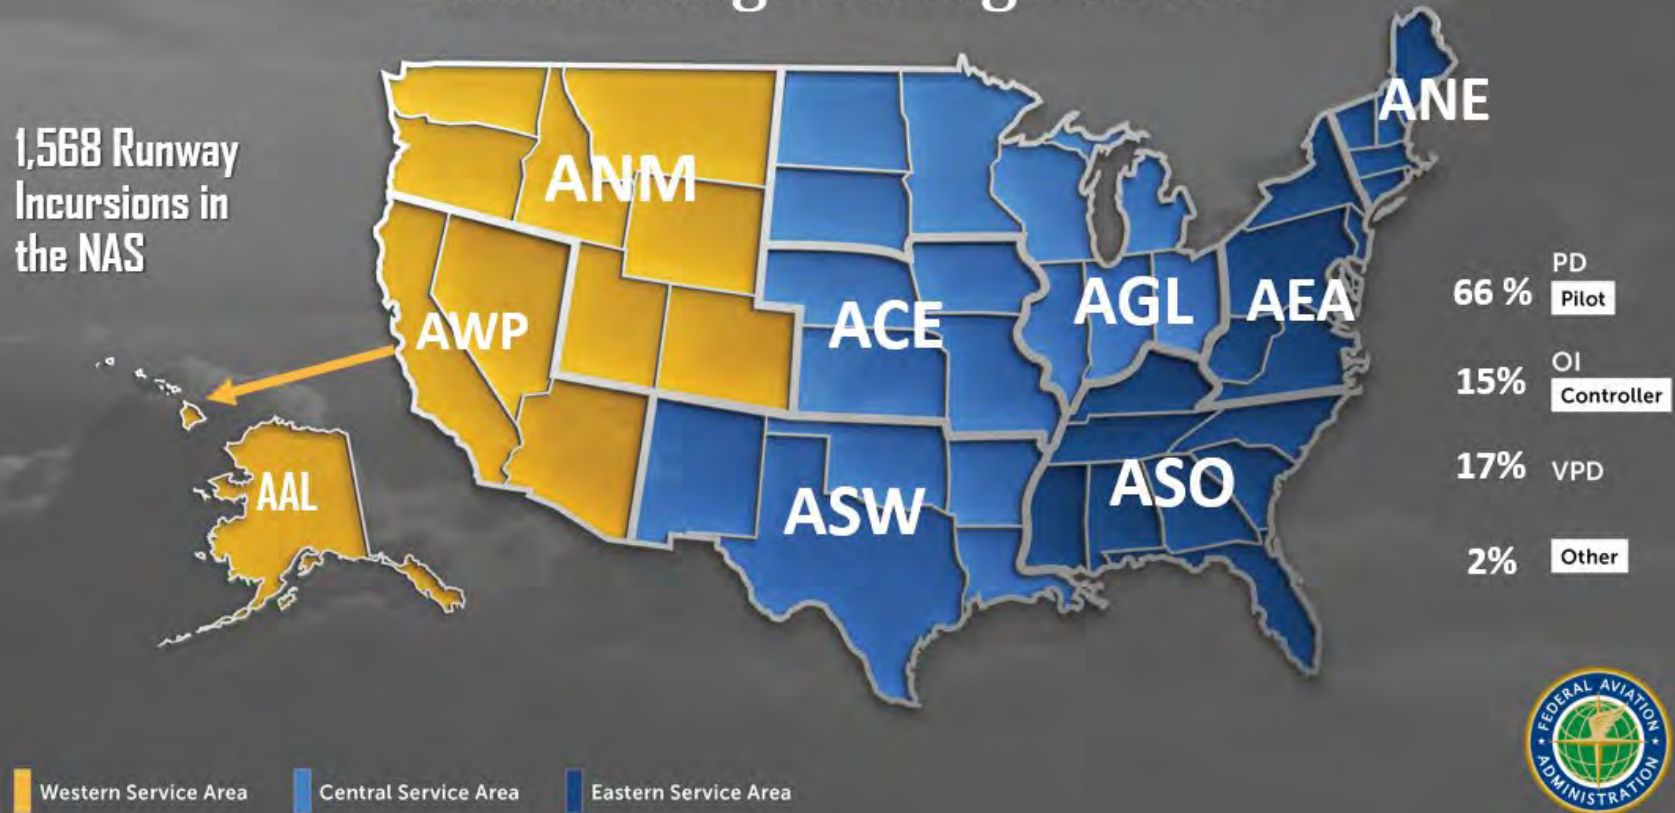 1,568 Runway
Incursions in
the NAS
ANM
AWP
AAL
ACE
ASW
AGL
AEA
ASO
ANE
66 % PD
Pilot
15% OI
Controller
17% VPD
2% Other
Western Service Area
Central Service Area
Eastern Service Area
FEDERAL AVIATION
ADMINISTRATION